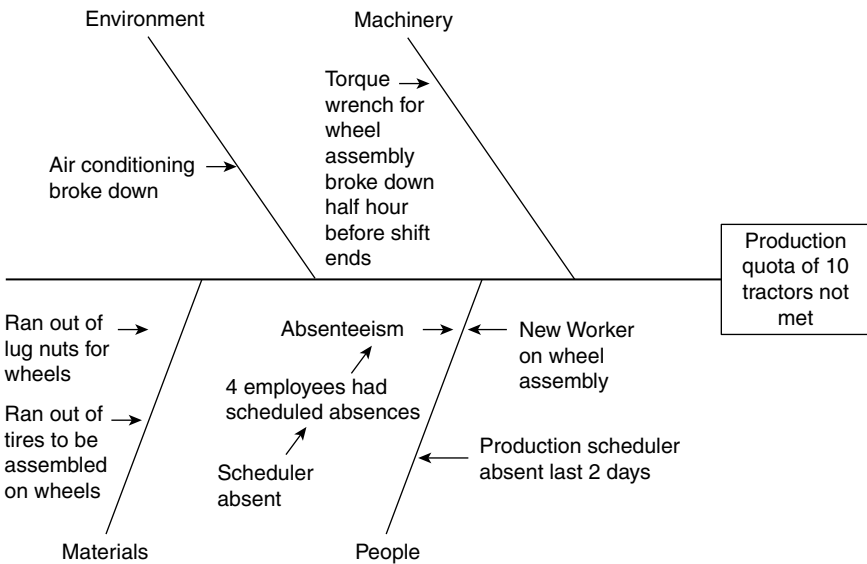 Environment
Machinery
Torque
wrench for
wheel
assembly
broke down
half hour
before shift
ends
Air conditioning
broke down
Production
quota of 10
tractors not
met
Ran out of
lug nuts for
wheels
Ran out of
tires to be
assembled
on wheels
Absenteeism
4 employees had
scheduled absences
Scheduler
absent
New Worker
on wheel
assembly
Production scheduler
absent last 2 days
Materials
People